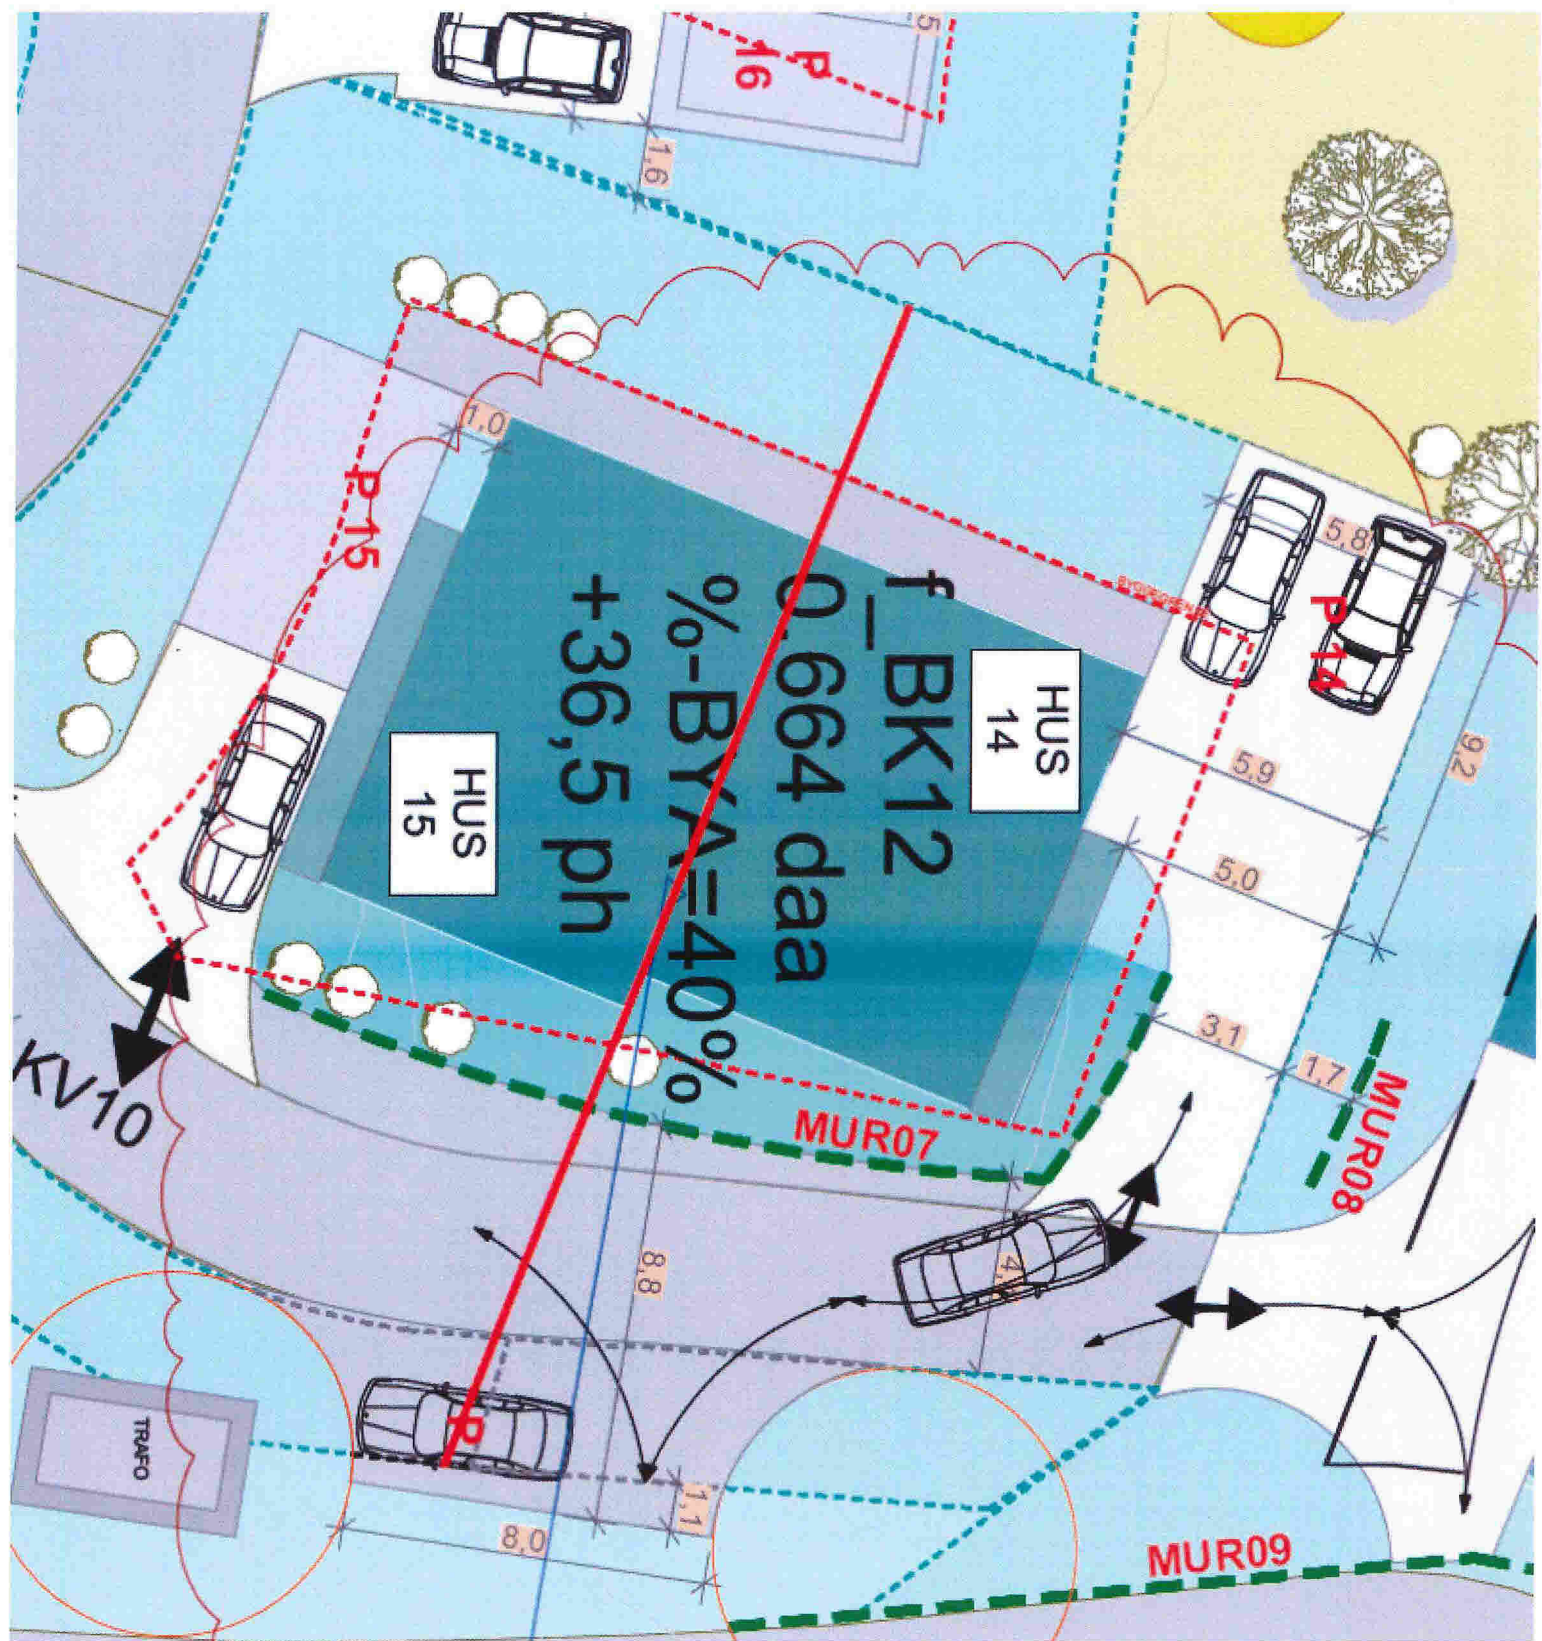 5
P
16
1,6
1,0
P 15
5,8
P 14
HUS
14
f_BK12
0.664 daa
%-BYA=40%
+36,5 ph
HUS
15
9,2
5,9
5,0
3,1
1,7
MUR08
KV10
MUR07
8,8
P
TRAFO
1,1
8,0
MUR09